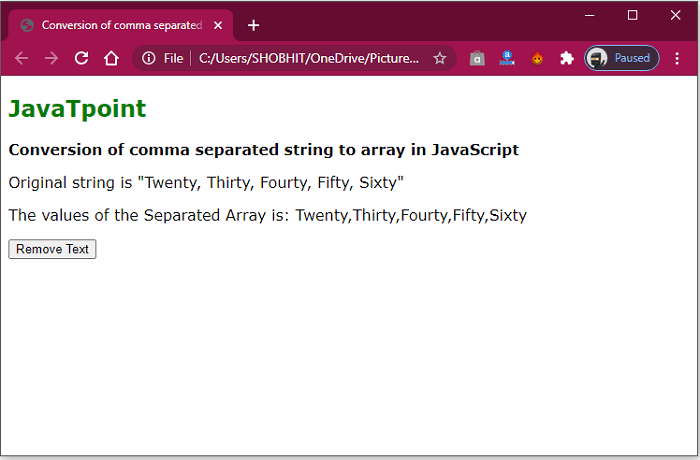 Conversion of comma separated
File
C:/Users/SHOBHIT/OneDrive/Picture...
Paused
JavaTpoint
Conversion of comma separated string to array in JavaScript
Original string is "Twenty, Thirty, Fourty, Fifty, Sixty"
The values of the Separated Array is: Twenty,Thirty,Fourty,Fifty,Sixty
Remove Text